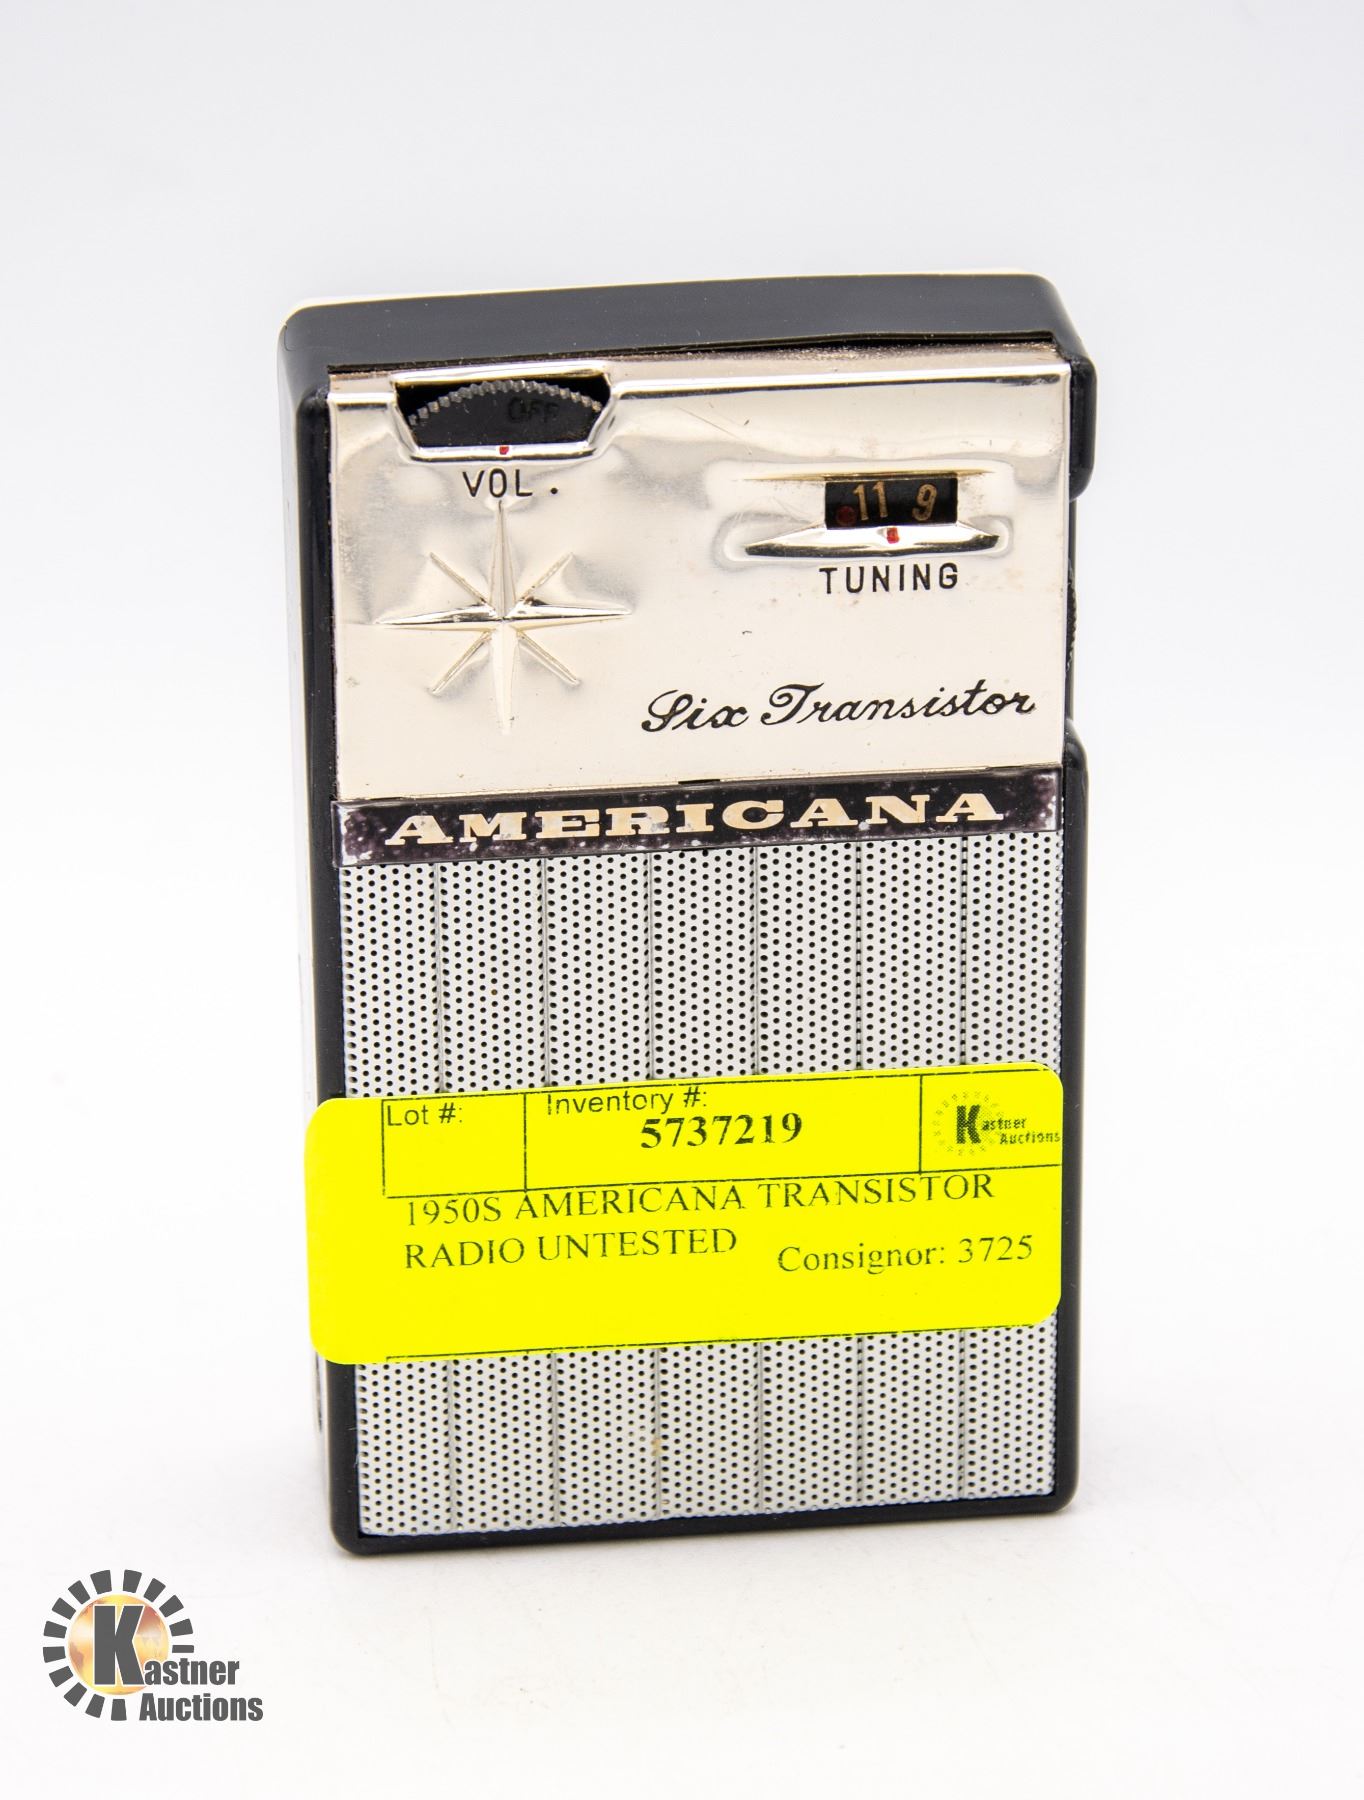 OFF
VOL.
11 9
TUNING
Six Transistor
AMERICANA
Lot #:
Inventory #:
5737219
Kastner
Auctions
1950S AMERICANA TRANSISTOR
RADIO UNTESTED
Consignor: 3725
Kastner
Auctions